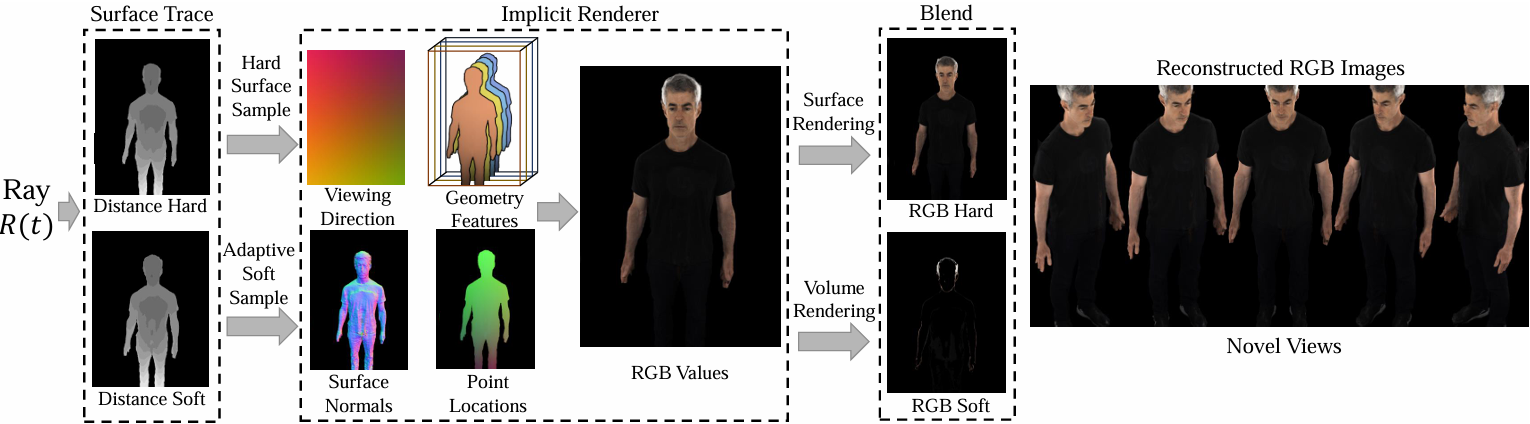 Surface Trace
Implicit Renderer
Blend
Ray
R(t)
Distance Hard
Distance Soft
Hard
Surface
Sample
Adaptive
Soft
Sample
Viewing
Direction
Geometry
Features
Surface
Normals
Point
Locations
RGB Values
Surface
Rendering
Volume
Rendering
RGB Hard
RGB Soft
Reconstructed RGB Images
Novel Views